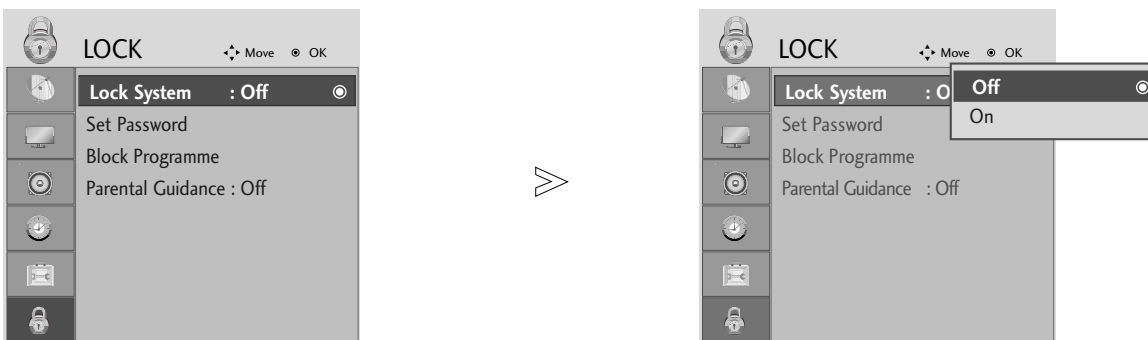 LOCK Move OK
Lock System : Off
Set Password
Block Programme
Parental Guidance : Off
LOCK Move OK
Lock System : O
Set Password
Block Programme
Parental Guidance : Off
Off
On